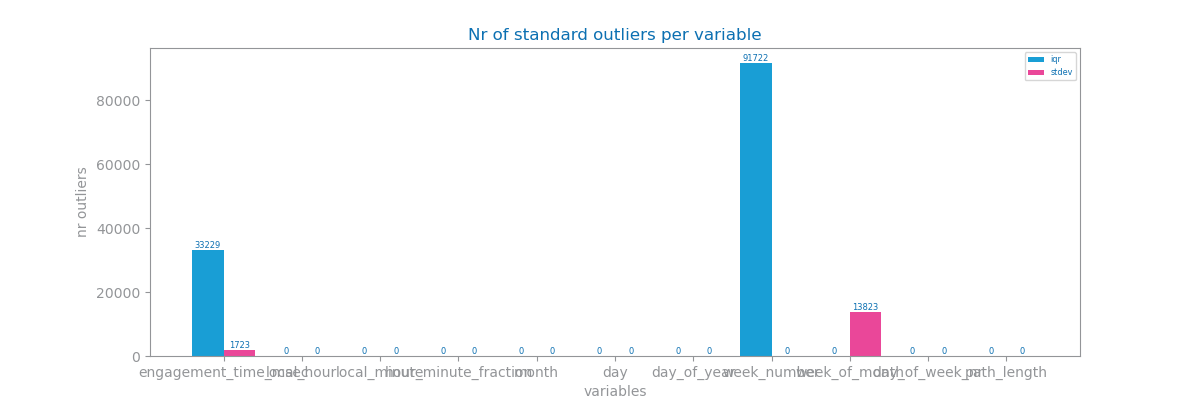 Nr of standard outliers per variable
iqr
stdev
nr outliers
80000
60000
40000
20000
0
33229
1723
0
0
0
0
0
0
0
0
0
0
0
0
91722
0
0
13823
0
0
0
0
engagement_time_msec
local_hour
local_minute
hour_minute_fraction
month
day
day_of_year
week_number
week_of_month
day_of_week_nr
path_length
variables